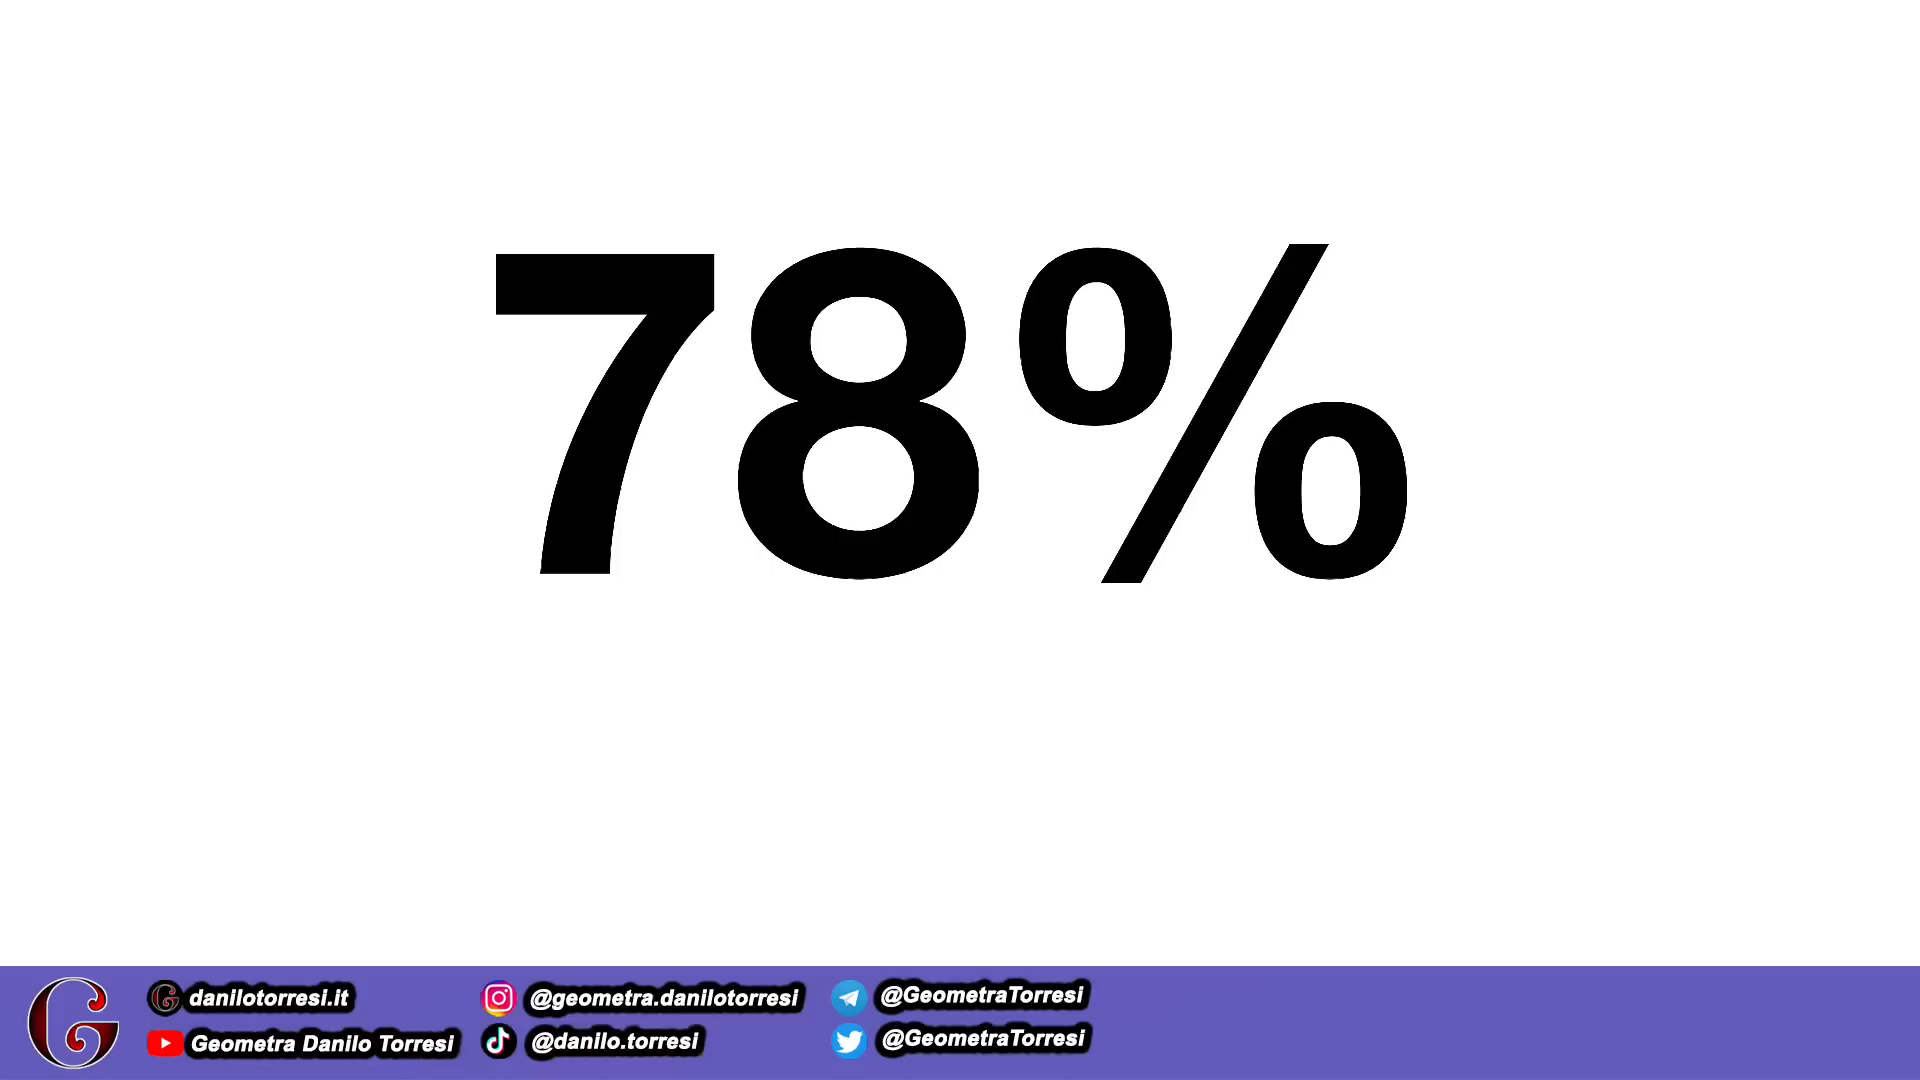 78%
danilotorresi.it
Geometra Danilo Torresi
@geometra.danilotorresi
@danilo.torresi
@GeometraTorresi
@GeometraTorresi